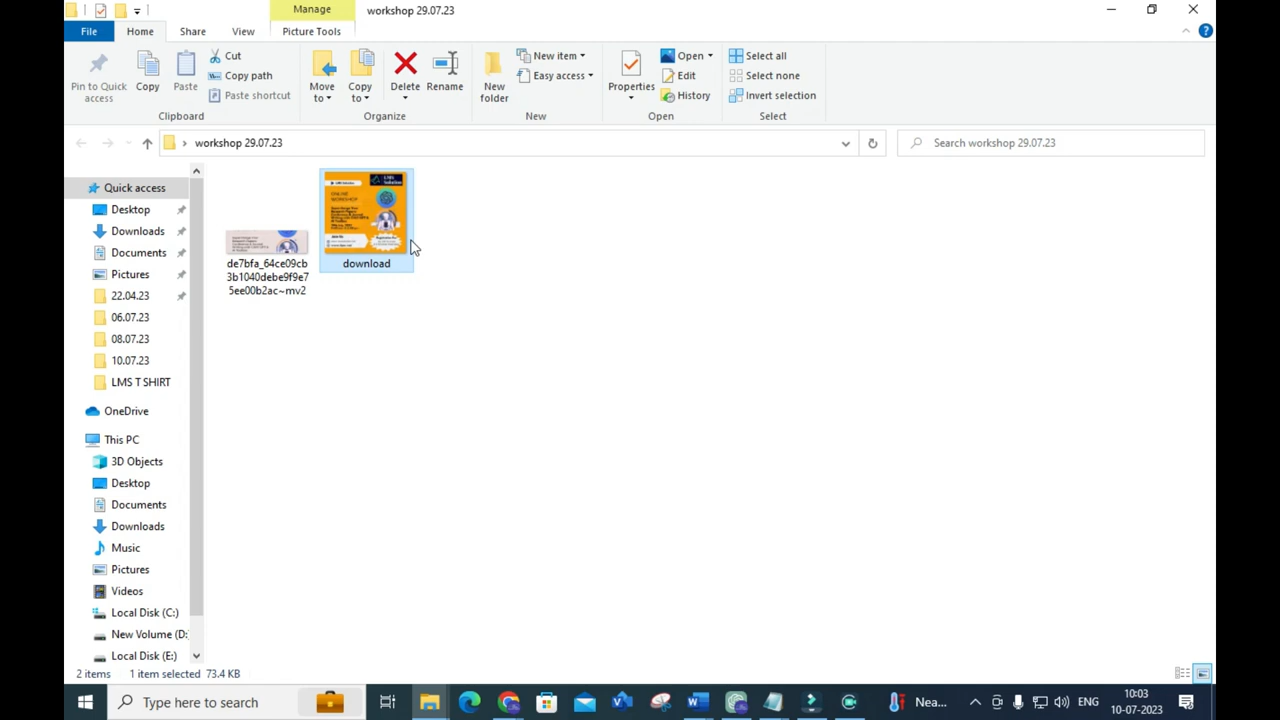 Manage
workshop 29.07.23
File
Home
Share
View
Picture Tools
Pin to Quick
access
Copy
Paste
Cut
Copy path
Paste shortcut
Clipboard
Move
to
Copy
to
Delete
Rename
Organize
New
folder
New item
Easy access
New
Properties
Open
Edit
History
Open
Select all
Select none
Invert selection
Select
workshop 29.07.23
Search workshop 29.07.23
Quick access
Desktop
Downloads
Documents
Pictures
22.04.23
06.07.23
08.07.23
10.07.23
LMS T SHIRT
OneDrive
This PC
3D Objects
Desktop
Documents
Downloads
Music
Pictures
Videos
Local Disk (C:)
New Volume (D:
Local Disk (E:)
ONLINE
WORKSHOP
de7bfa_64ce09cb
3b1040debe9f9e7
5ee00b2ac~mv2
download
2 items
1 item selected
73.4 KB
Type here to search
Nea...
ENG
10:03
10-07-2023